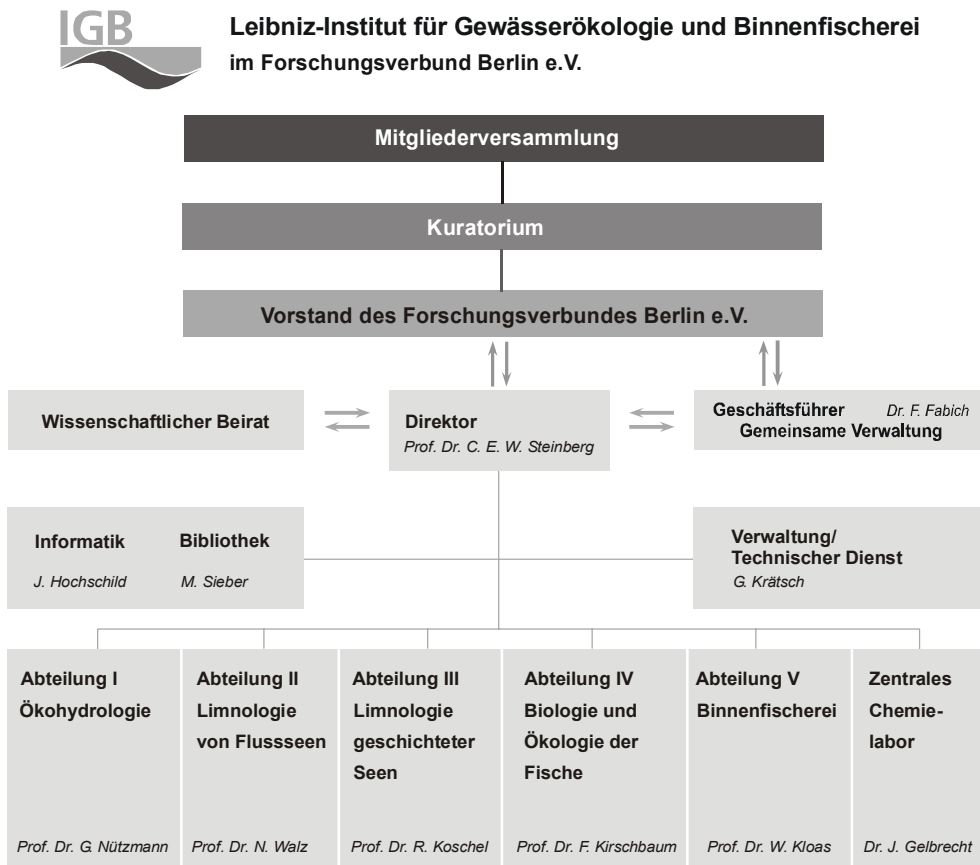 IGB
Leibniz-Institut für Gewässerökologie und Binnenfischerei
im Forschungsverbund Berlin e.V.
Mitgliederversammlung
Kuratorium
Vorstand des Forschungsverbundes Berlin e.V.
Wissenschaftlicher Beirat
Direktor
Prof. Dr. C. E. W. Steinberg
Geschäftsführer Dr. F. Fabich
Gemeinsame Verwaltung
Informatik
J. Hochschild
Bibliothek
M. Sieber
Verwaltung/
Technischer Dienst
G. Krätsch
Abteilung I
Ökohydrologie
Prof. Dr. G. Nützmann
Abteilung II
Limnologie
von Flussseen
Prof. Dr. N. Walz
Abteilung III
Limnologie
geschichteter
Seen
Prof. Dr. R. Koschel
Abteilung IV
Biologie und
Ökologie der
Fische
Prof. Dr. F. Kirschbaum
Abteilung V
Binnenfischerei
Prof. Dr. W. Kloas
Zentrales
Chemie-
labor
Dr. J. Gelbrecht